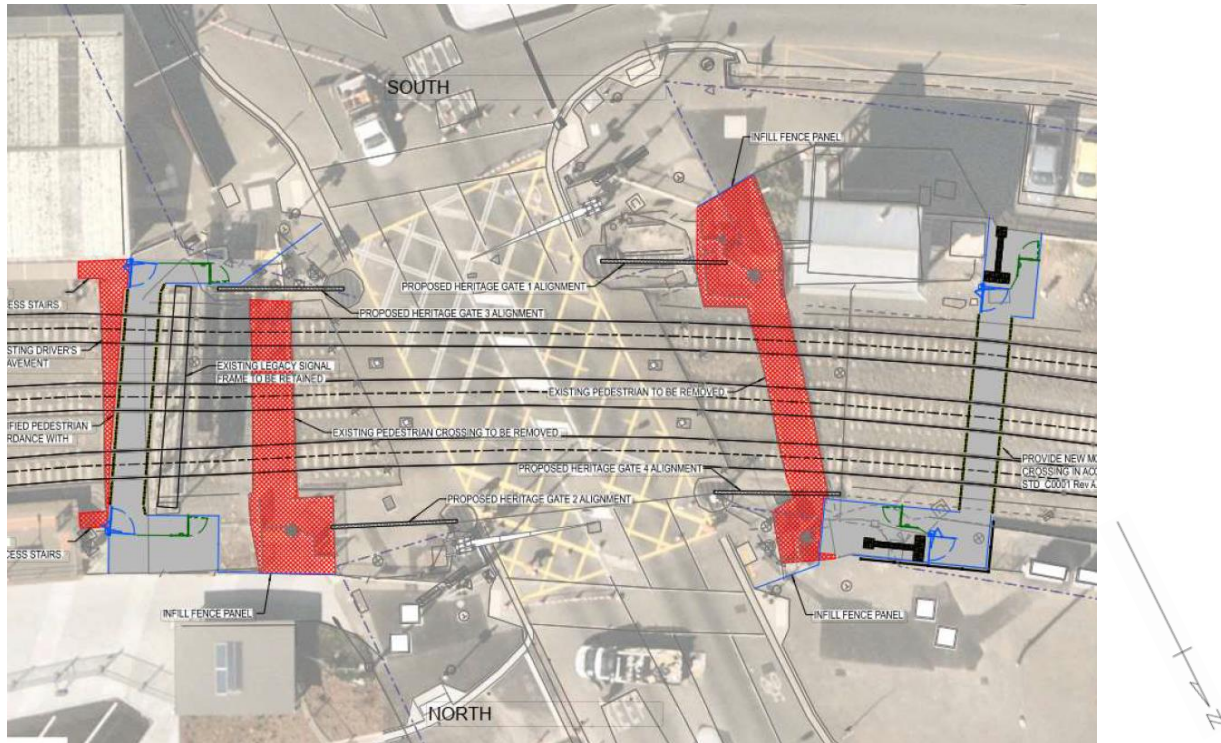 SOUTH
INFILL FENCE PANEL
PROPOSED HERITAGE GATE 1 ALIGNMENT
ESS STAIRS
PROPOSED HERITAGE GATE 3 ALIGNMENT
STING DRIVER'S
AVEMENT
EXISTING LEGACY SIGNAL
FRAME TO BE RETAINED
EXISTING PEDESTRIAN TO BE REMOVED
IFIED PEDESTRIAN
RDANCE WITH
EXISTING PEDESTRIAN CROSSING TO BE REMOVED
PROVIDE NEW MO
CROSSING IN ACC
STD_C0001 Rev A.
PROPOSED HERITAGE GATE 4 ALIGNMENT
PROPOSED HERITAGE GATE 2 ALIGNMENT
CESS STAIRS
INFILL FENCE PANEL
INFILL FENCE PANEL
NORTH
N